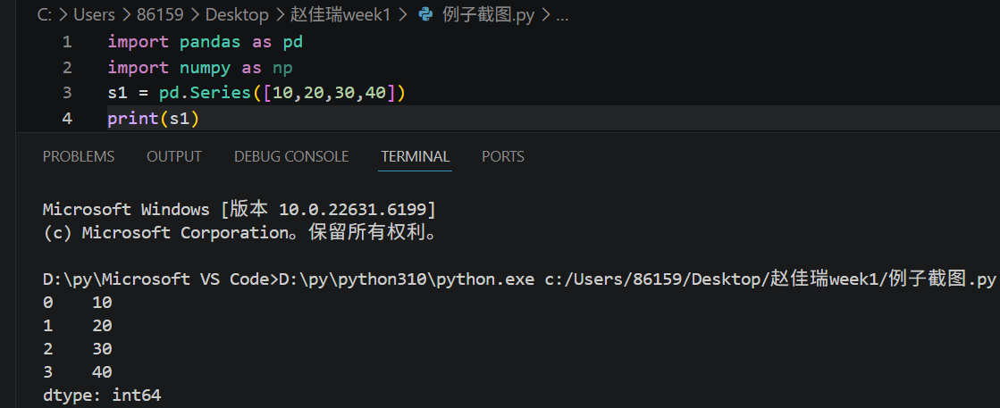 C: > Users > 86159 > Desktop > 赵佳瑞week1 > 例子截图.py > ...
1 import pandas as pd
2 import numpy as np
3 s1 = pd.Series([10,20,30,40])
4 print(s1)
PROBLEMS OUTPUT DEBUG CONSOLE TERMINAL PORTS
Microsoft Windows [版本 10.0.22631.6199]
(c) Microsoft Corporation。保留所有权利。
D:\py\Microsoft VS Code>D:\py\python310\python.exe c:/Users/86159/Desktop/赵佳瑞week1/例子截图.py
0    10
1    20
2    30
3    40
dtype: int64